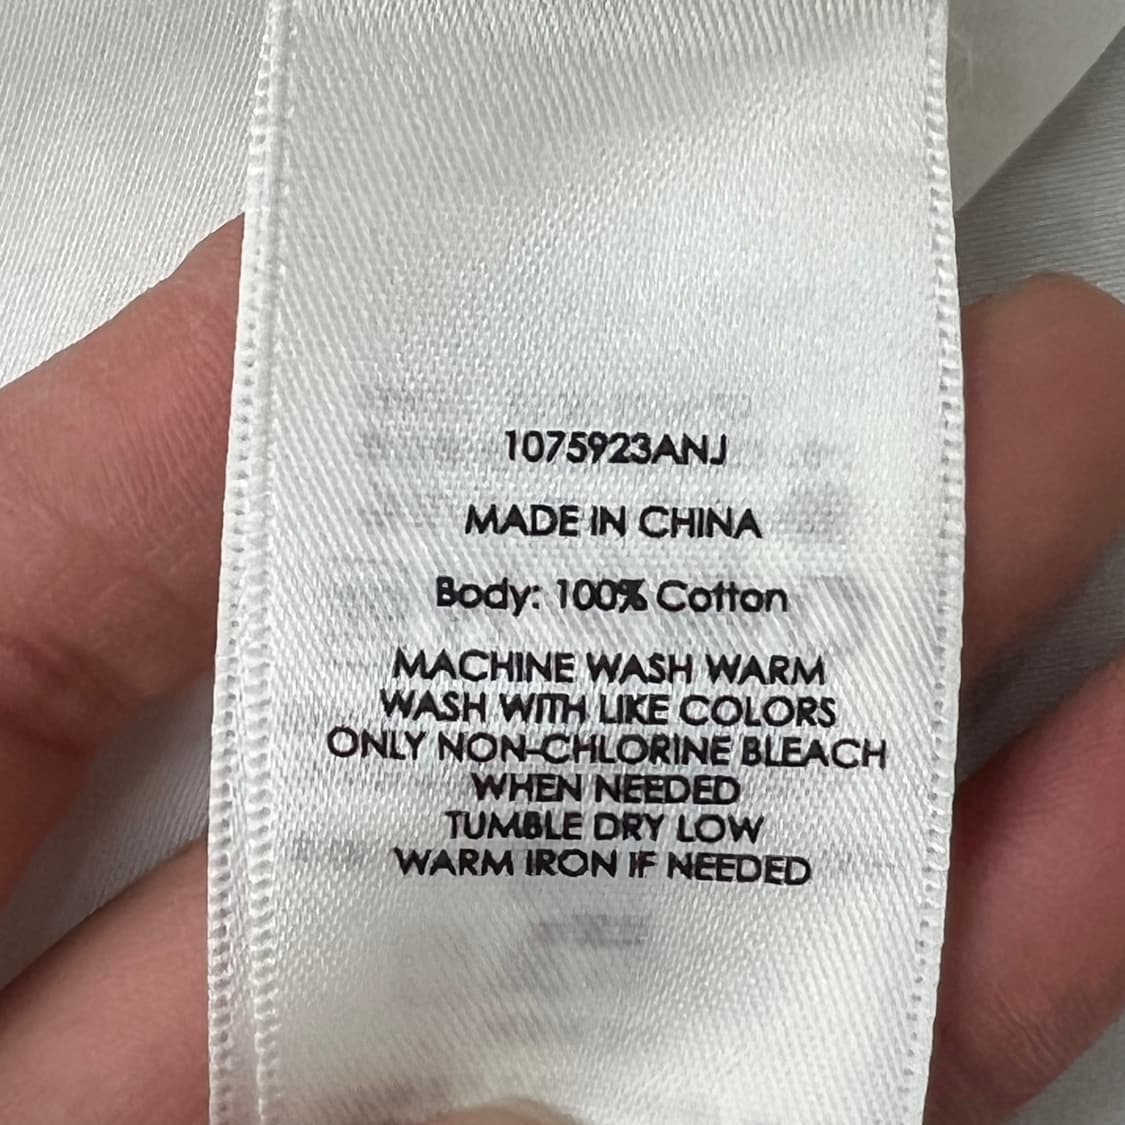 1075923ANJ
MADE IN CHINA
Body: 100% Cotton
MACHINE WASH WARM
WASH WITH LIKE COLORS
ONLY NON-CHLORINE BLEACH
WHEN NEEDED
TUMBLE DRY LOW
WARM IRON IF NEEDED